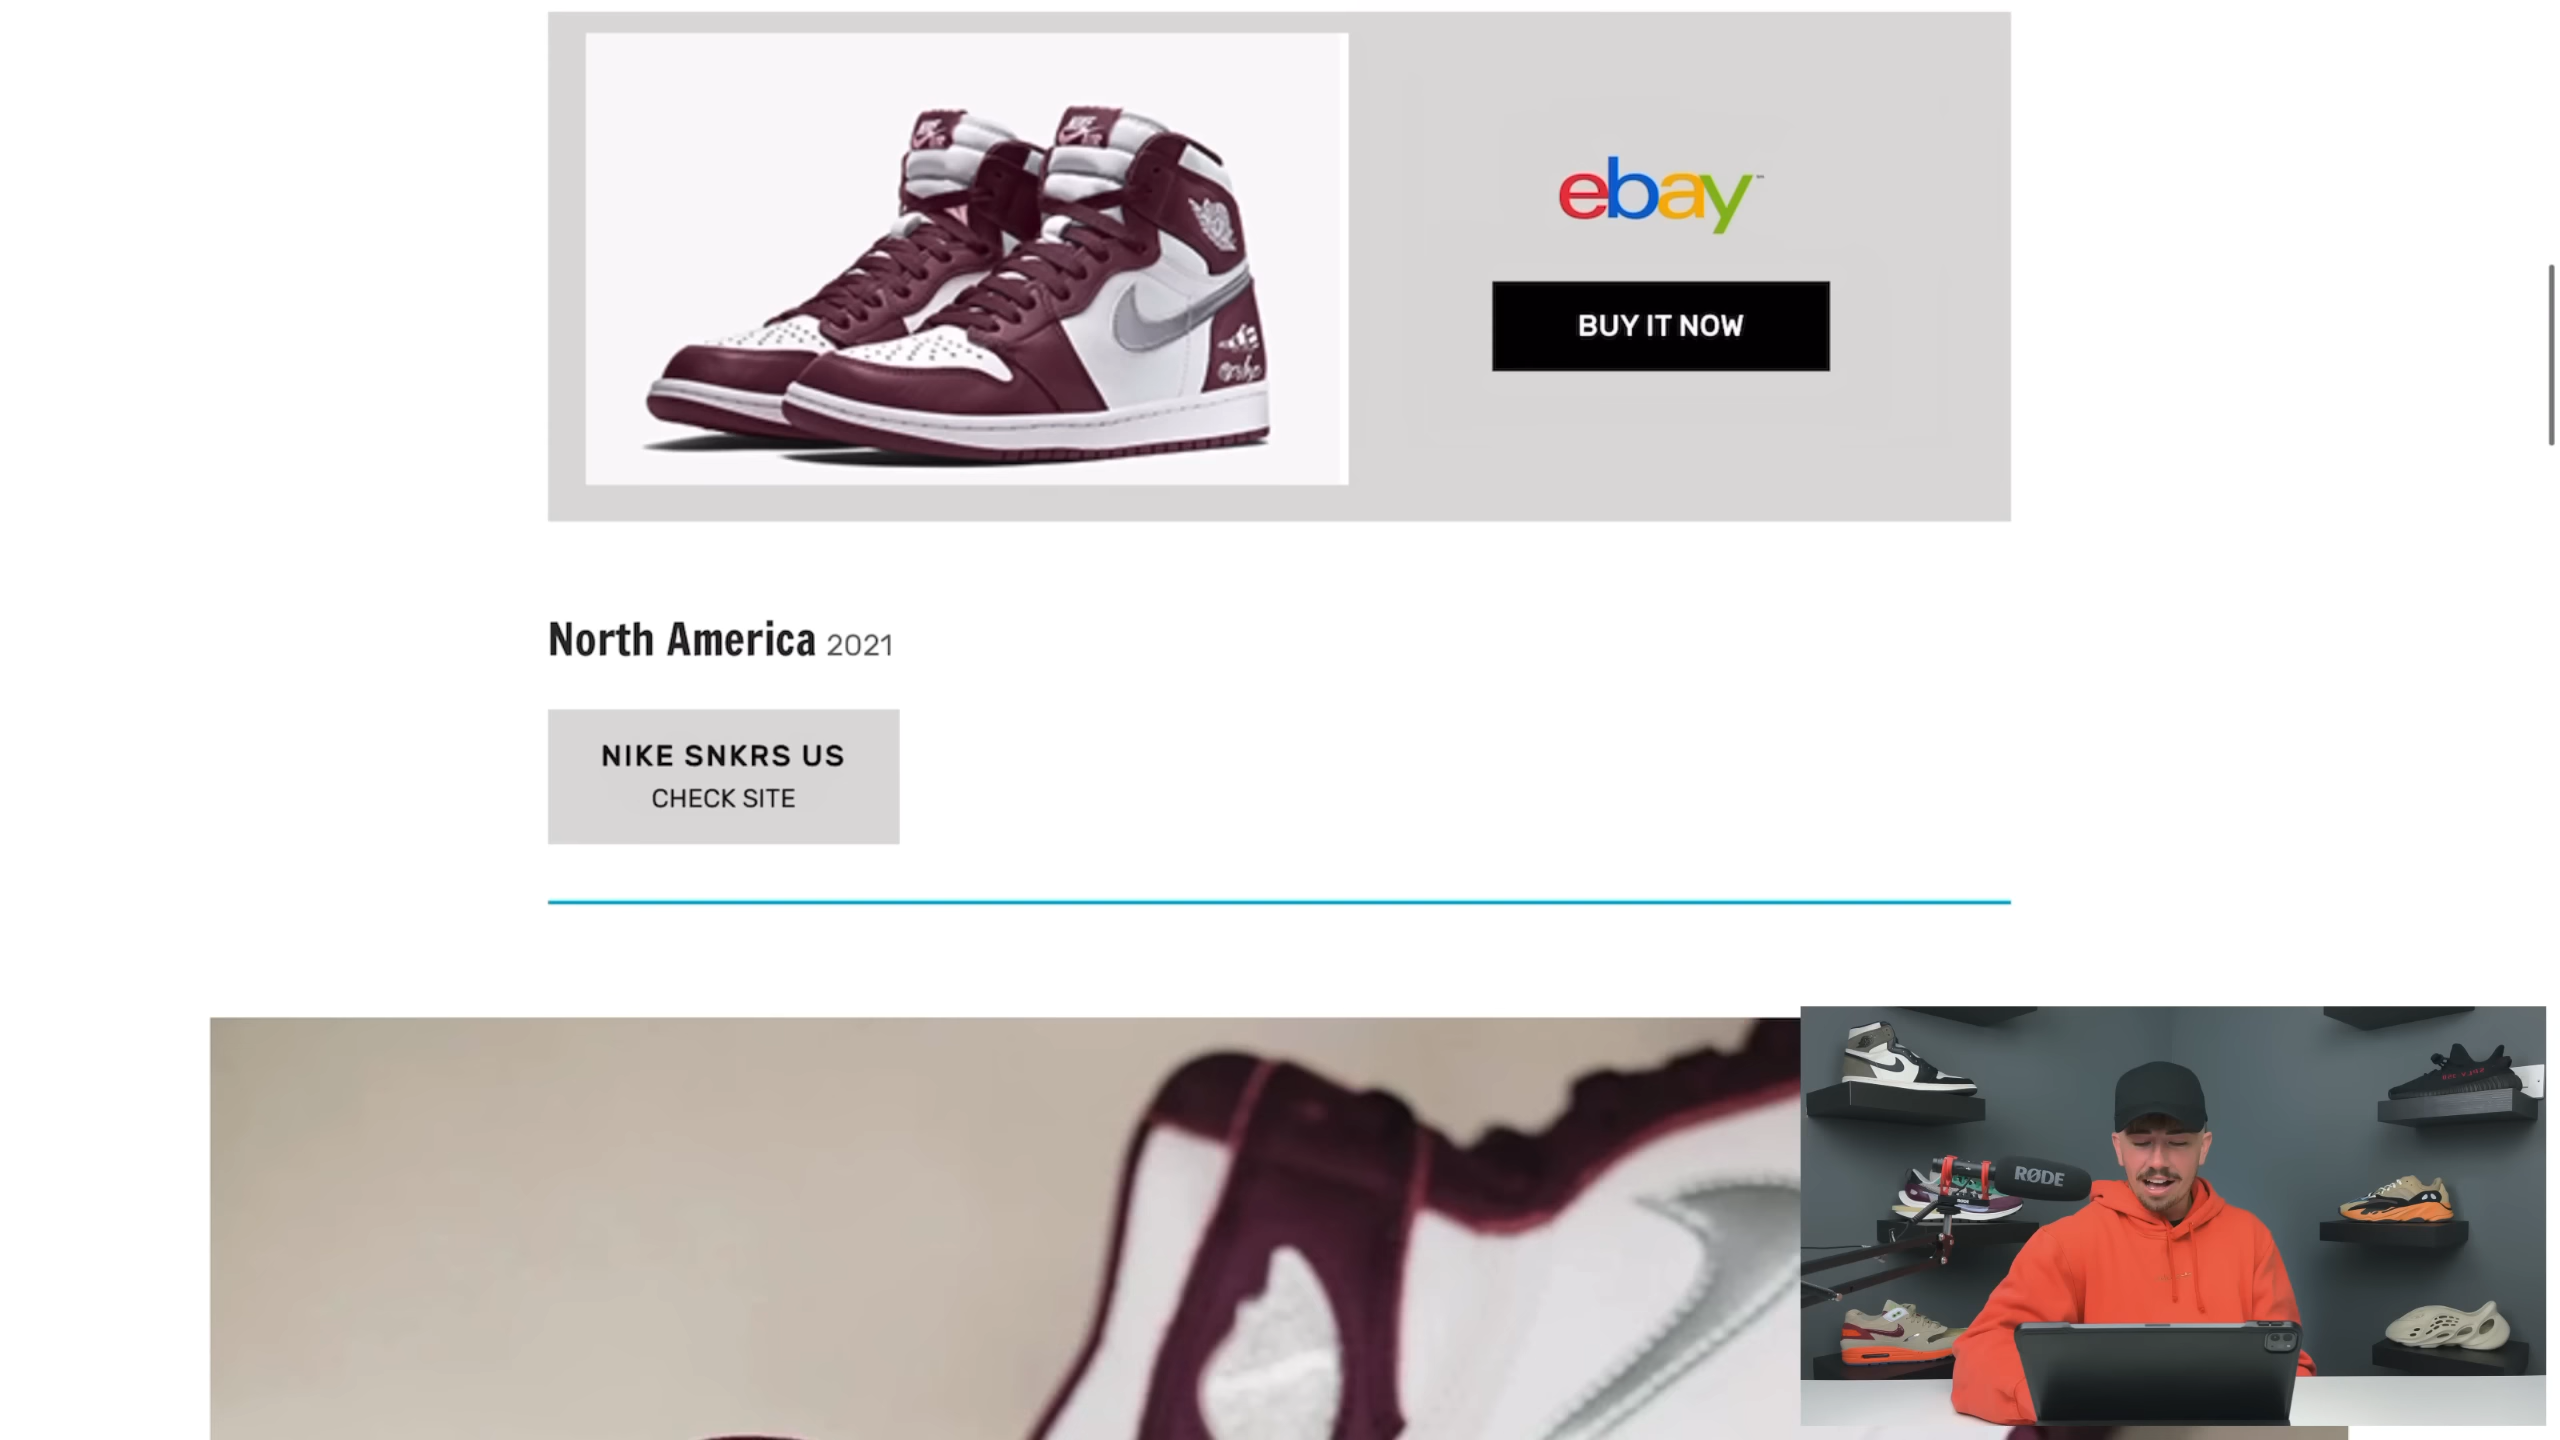 ebay
BUY IT NOW
North America 2021
NIKE SNKRS US
CHECK SITE
RØDE